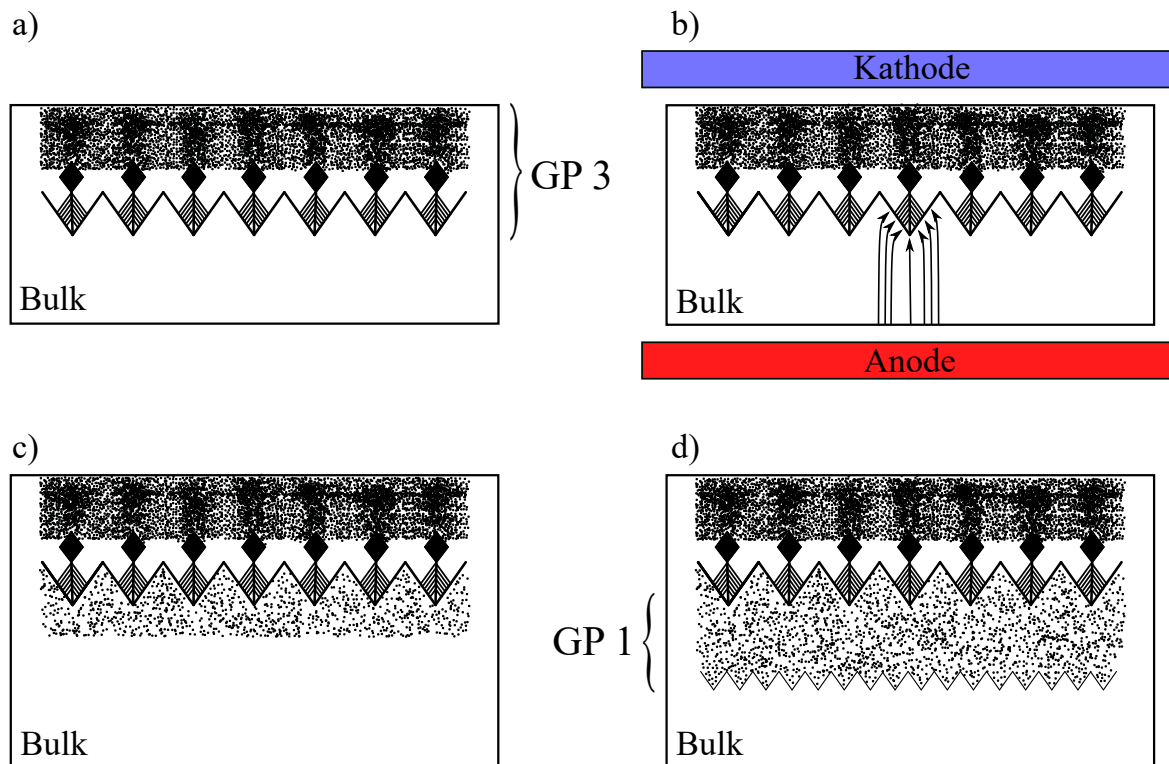 a)
GP 3
Bulk
b)
Kathode
Bulk
Anode
c)
Bulk
d)
GP 1
Bulk